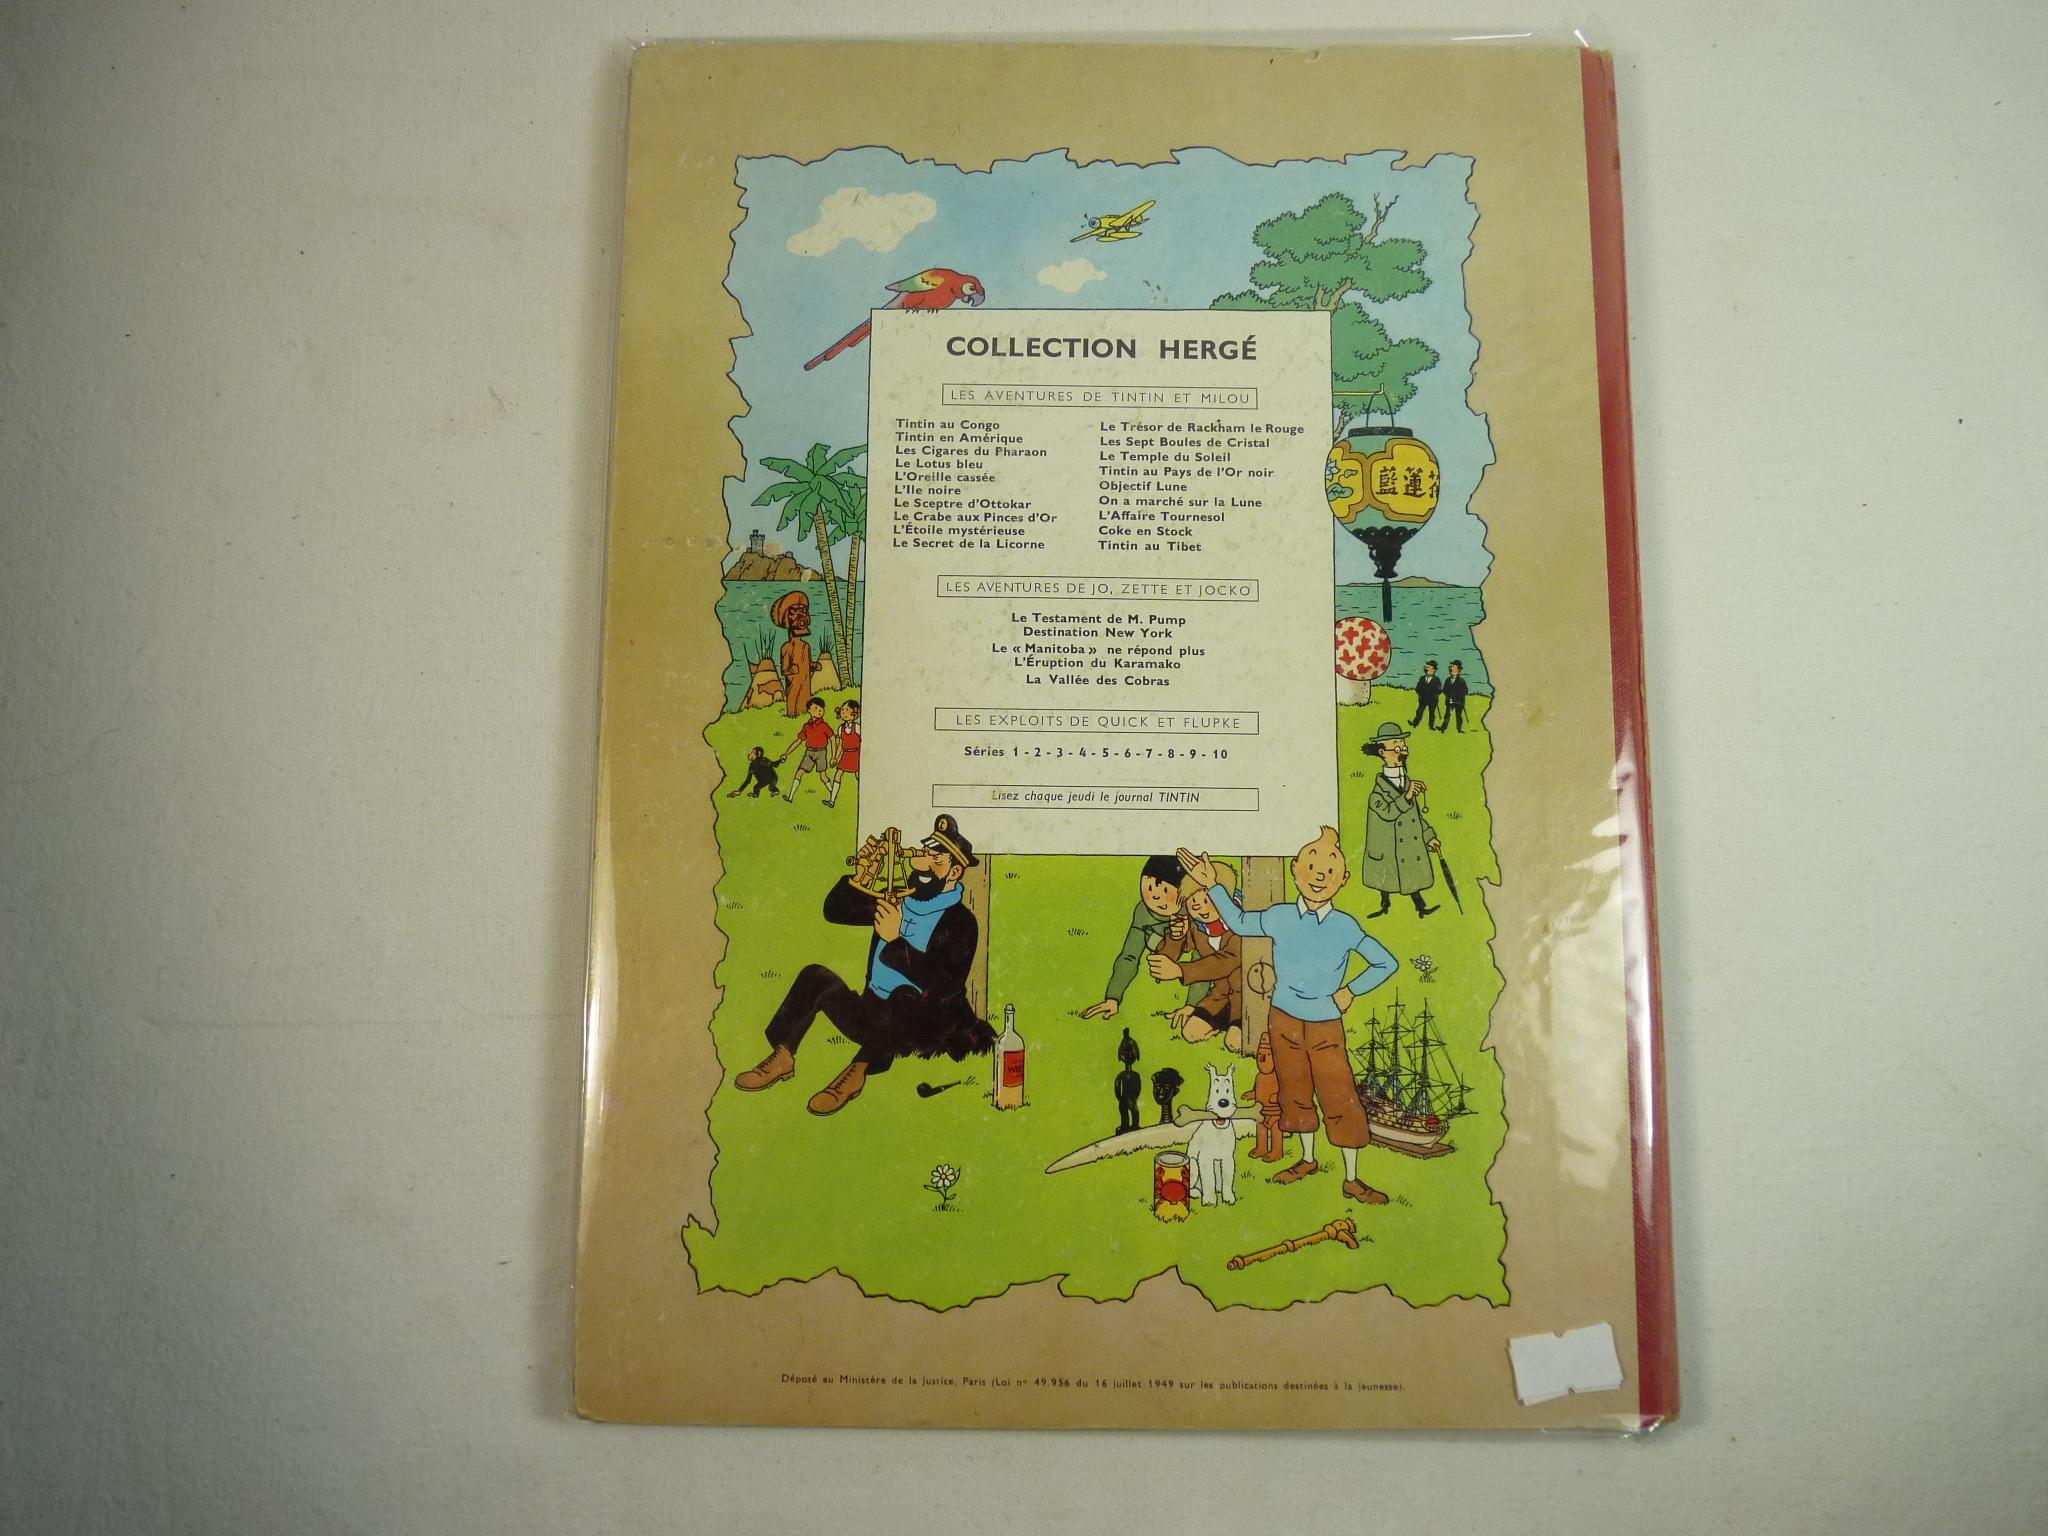 COLLECTION HERGÉ
LES AVENTURES DE TINTIN ET MILOU
Tintin au Congo
Tintin en Amérique
Les Cigares du Pharaon
Le Lotus bleu
L'Oreille cassée
L'Ile noire
Le Sceptre d'Ottokar
Le Crabe aux Pinces d'Or
L'Étoile mystérieuse
Le Secret de la Licorne
Le Trésor de Rackham le Rouge
Les Sept Boules de Cristal
Le Temple du Soleil
Tintin au Pays de l'Or noir
Objectif Lune
On a marché sur la Lune
L'Affaire Tournesol
Coke en Stock
Tintin au Tibet
藍蓮花
LES AVENTURES DE JO, ZETTE ET JOCKO
Le Testament de M. Pump
Destination New York
Le « Manitoba » ne répond plus
L'Éruption du Karamako
La Vallée des Cobras
LES EXPLOITS DE QUICK ET FLUPKE
Séries 1 - 2 - 3 - 4 - 5 - 6 - 7 - 8 - 9 - 10
Lisez chaque jeudi le journal TINTIN
Déposé au Ministère de la Justice, Paris (Loi nº 49.956 du 16 juillet 1949 sur les publications destinées à la jeunesse).